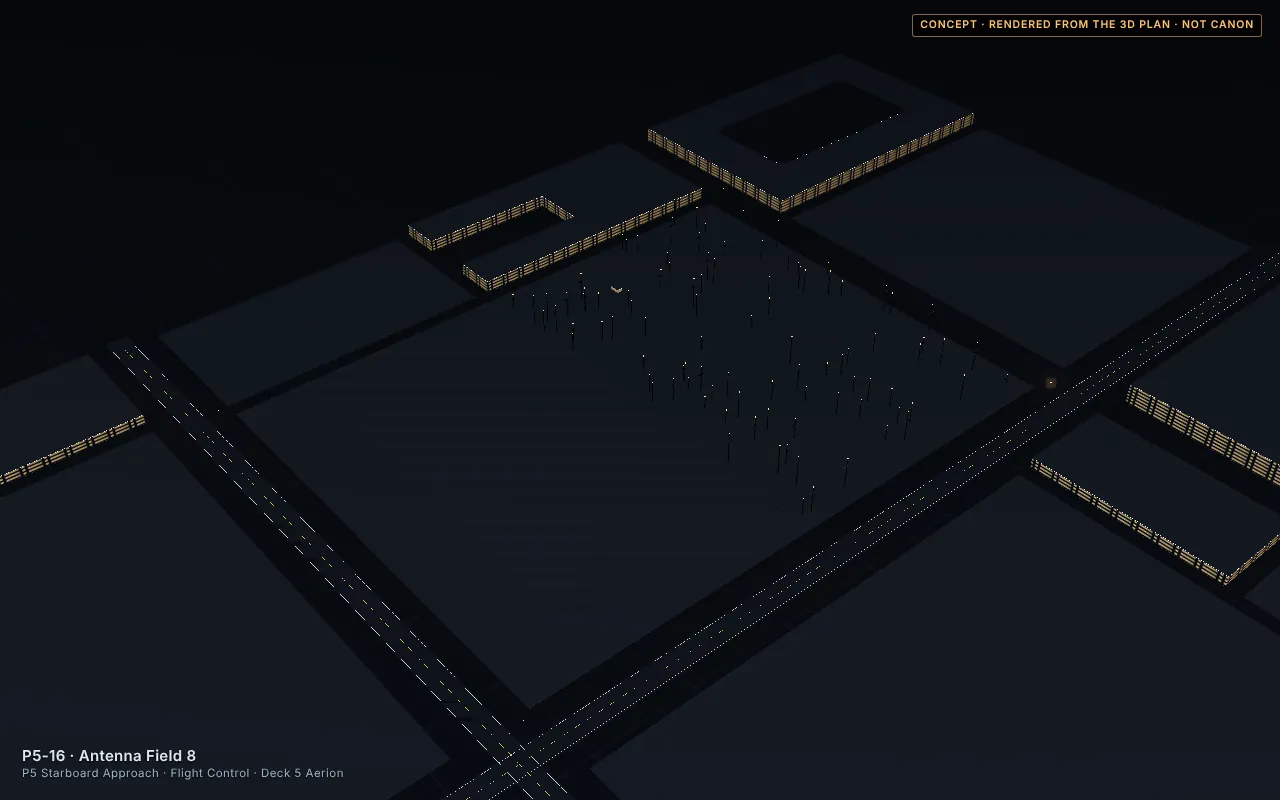 CONCEPT · RENDERED FROM THE 3D PLAN · NOT CANON
P5-16 · Antenna Field 8
P5 Starboard Approach · Flight Control · Deck 5 Aerion